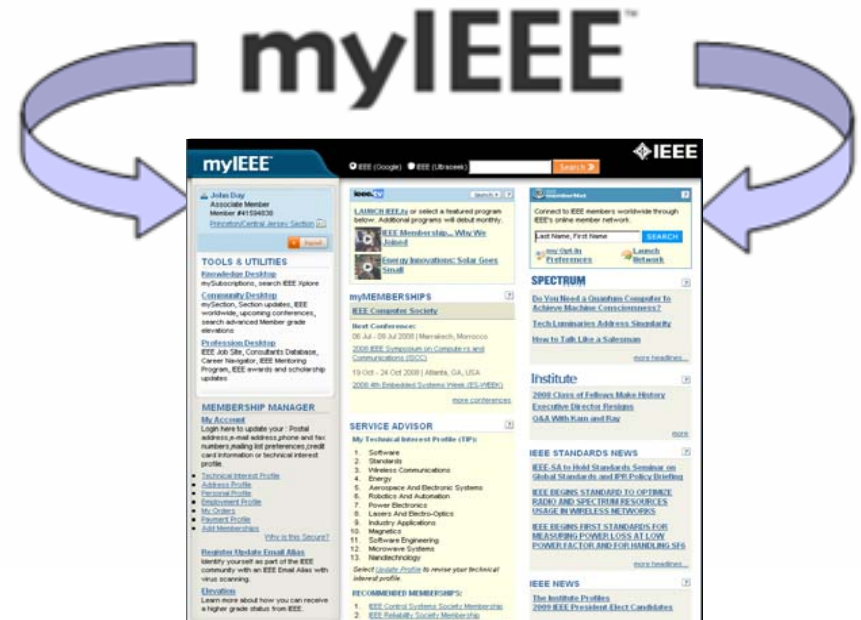 myIEEE™
myIEEE™
IEEE (Google) IEEE (Ultraseek) Search
IEEE
John Day
Associate Member
Member #41594638
Princeton/Central Jersey Section
TOOLS & UTILITIES
Knowledge Desktop
mySubscriptions, search IEEE Xplore
Community Desktop
mySection, Section updates, IEEE
worldwide, upcoming conferences,
search advanced Member grade
elevations
Profession Desktop
IEEE Job Site, Consultants Database,
Career Navigator, IEEE Mentoring
Program, IEEE awards and scholarship
updates
MEMBERSHIP MANAGER
My Account
Login here to update your : Postal
address,e-mail address,phone and fax
numbers,mailing list preferences,credit
card information or technical interest
profile.
Technical Interest Profile
Address Profile
Personal Profile
Employment Profile
My Orders
Payment Profile
Add Memberships
Why is this Secure?
Register/Update Email Alias
Identify yourself as part of the IEEE
community with an IEEE Email Alias with
virus scanning.
Elevation
Learn more about how you can receive
a higher grade status from IEEE.
ieee.tv
LAUNCH IEEE.tv or select a featured program
below. Additional programs will debut monthly.
IEEE Membership... Why We
Joined
Energy Innovations: Solar Goes
Small
myMEMBERSHIPS
IEEE Computer Society
Next Conference:
06 Jul - 09 Jul 2008 | Marrakech, Morrocco
2008 IEEE Symposium on Computers and
Communications (ISCC)
19 Oct - 24 Oct 2008 | Atlanta, GA, USA
2008 4th Embedded Systems Week (ES-WEEK)
more conferences
SERVICE ADVISOR
My Technical Interest Profile (TIP):
1. Software
2. Standards
3. Wireless Communications
4. Energy
5. Aerospace And Electronic Systems
6. Robotics And Automation
7. Power Electronics
8. Lasers And Electro-Optics
9. Industry Applications
10. Magnetics
11. Software Engineering
12. Microwave Systems
13. Nanotechnology
Select Update Profile to revise your technical
interest profile.
RECOMMENDED MEMBERSHIPS:
1. IEEE Control Systems Society Membership
2. IEEE Reliability Society Membership
memberNet
Connect to IEEE members worldwide through
IEEE's online member network.
Last Name, First Name SEARCH
my Opt-In
Preferences
Launch
Network
SPECTRUM
Do You Need a Quantum Computer to
Achieve Machine Consciousness?
Tech Luminaries Address Singularity
How to Talk Like a Salesman
more headlines...
Institute
2008 Class of Fellows Make History
Executive Director Resigns
Q&A With Kam and Ray
more
IEEE STANDARDS NEWS
IEEE-SA to Hold Standards Seminar on
Global Standards and IPR Policy Briefing
IEEE BEGINS STANDARD TO OPTIMIZE
RADIO AND SPECTRUM RESOURCES
USAGE IN WIRELESS NETWORKS
IEEE BEGINS FIRST STANDARDS FOR
MEASURING POWER LOSS AT LOW
POWER FACTOR AND FOR HANDLING SF6
more headlines...
IEEE NEWS
The Institute Profiles
2009 IEEE President-Elect Candidates